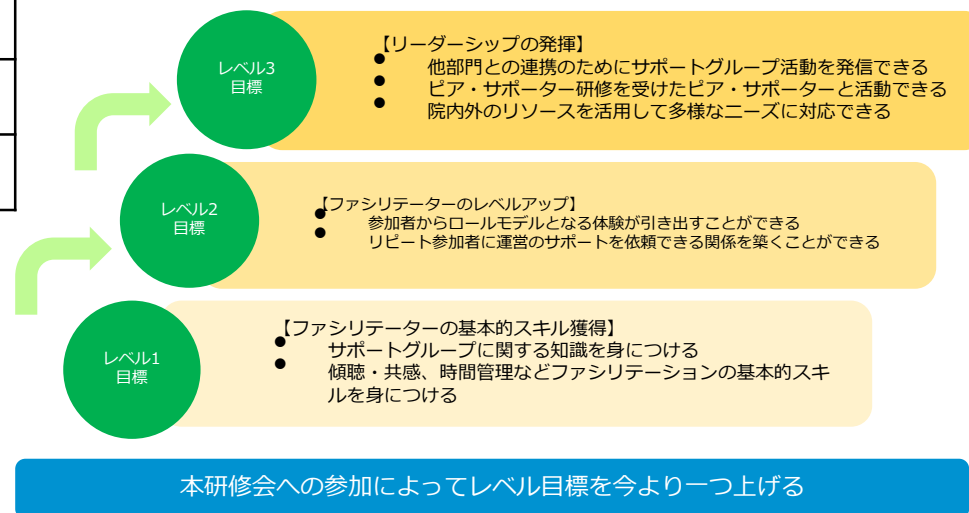 レベル3
目標
【リーダーシップの発揮】
● 他部門との連携のためにサポートグループ活動を発信できる
● ピア・サポーター研修を受けたピア・サポーターと活動できる
● 院内外のリソースを活用して多様なニーズに対応できる
レベル2
目標
【ファシリテーターのレベルアップ】
● 参加者からロールモデルとなる体験が引き出すことができる
● リピート参加者に運営のサポートを依頼できる関係を築くことができる
レベル1
目標
【ファシリテーターの基本的スキル獲得】
● サポートグループに関する知識を身につける
● 傾聴・共感、時間管理などファシリテーションの基本的スキ
ルを身につける
本研修会への参加によってレベル目標を今より一つ上げる